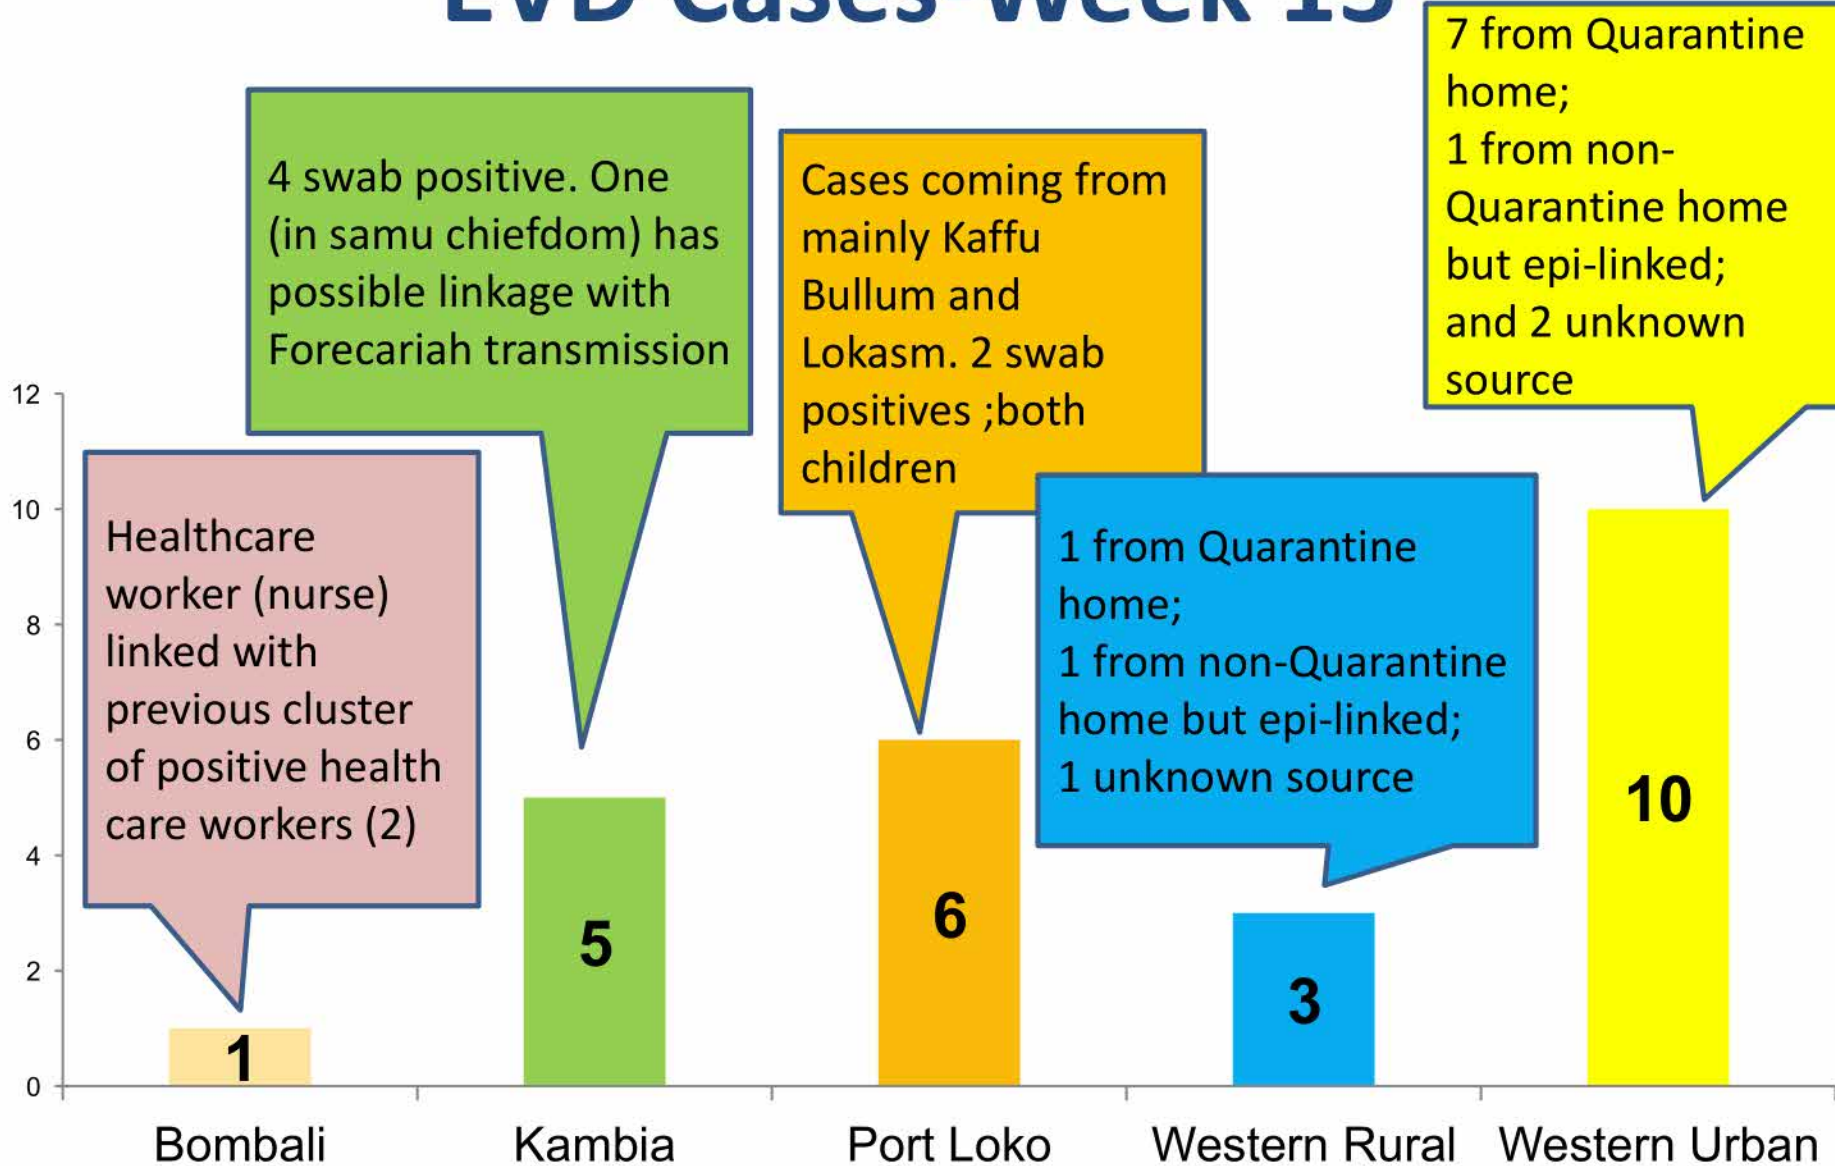 EVD Cases-Week 13
7 from Quarantine
home;
1 from non-
Quarantine home
but epi-linked;
and 2 unknown
source
4 swab positive. One
(in samu chiefdom) has
possible linkage with
Forecariah transmission
Cases coming from
mainly Kaffu
Bullum and
Lokasm. 2 swab
positives ;both
children
Healthcare
worker (nurse)
linked with
previous cluster
of positive health
care workers (2)
1 from Quarantine
home;
1 from non-Quarantine
home but epi-linked;
1 unknown source
12
10
8
6
4
2
0
1
5
6
3
10
Bombali
Kambia
Port Loko
Western Rural
Western Urban